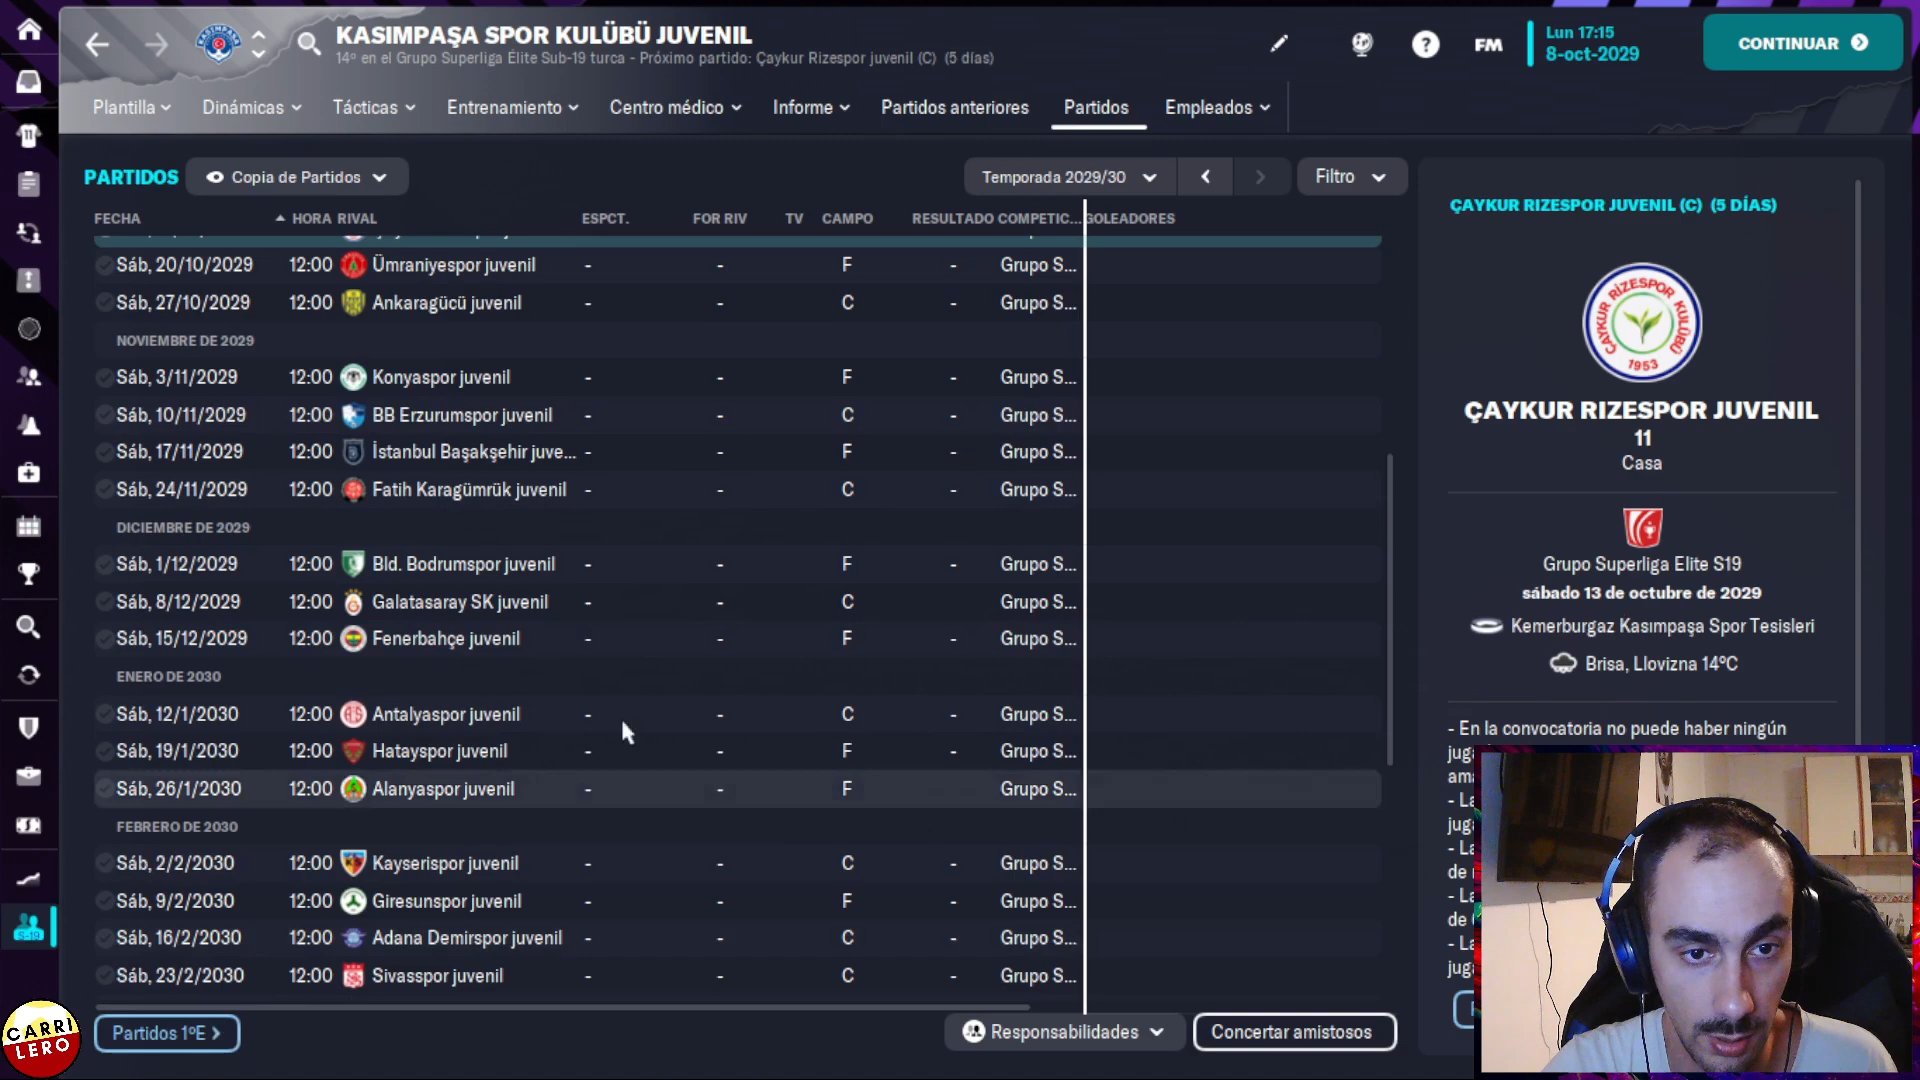 KASIMPAŞA SPOR KULÜBÜ JUVENIL
14º en el Grupo Superliga Élite Sub-19 turca - Próximo partido: Çaykur Rizespor juvenil (C) (5 días)
FM
Lun 17:15
8-oct-2029
CONTINUAR
Plantilla Dinámicas Tácticas Entrenamiento Centro médico Informe Partidos anteriores Partidos Empleados
PARTIDOS Copia de Partidos Temporada 2029/30 Filtro
FECHA HORA RIVAL ESPCT. FOR RIV TV CAMPO RESULTADO COMPETIC... GOLEADORES
Sáb, 20/10/2029 12:00 Ümraniyespor juvenil - - F - Grupo S...
Sáb, 27/10/2029 12:00 Ankaragücü juvenil - - C - Grupo S...
NOVIEMBRE DE 2029
Sáb, 3/11/2029 12:00 Konyaspor juvenil - - F - Grupo S...
Sáb, 10/11/2029 12:00 BB Erzurumspor juvenil - - C - Grupo S...
Sáb, 17/11/2029 12:00 İstanbul Başakşehir juve... - - F - Grupo S...
Sáb, 24/11/2029 12:00 Fatih Karagümrük juvenil - - C - Grupo S...
DICIEMBRE DE 2029
Sáb, 1/12/2029 12:00 Bld. Bodrumspor juvenil - - F - Grupo S...
Sáb, 8/12/2029 12:00 Galatasaray SK juvenil - - C - Grupo S...
Sáb, 15/12/2029 12:00 Fenerbahçe juvenil - - F - Grupo S...
ENERO DE 2030
Sáb, 12/1/2030 12:00 Antalyaspor juvenil - - C - Grupo S...
Sáb, 19/1/2030 12:00 Hatayspor juvenil - - F - Grupo S...
Sáb, 26/1/2030 12:00 Alanyaspor juvenil - - F - Grupo S...
FEBRERO DE 2030
Sáb, 2/2/2030 12:00 Kayserispor juvenil - - C - Grupo S...
Sáb, 9/2/2030 12:00 Giresunspor juvenil - - F - Grupo S...
Sáb, 16/2/2030 12:00 Adana Demirspor juvenil - - C - Grupo S...
Sáb, 23/2/2030 12:00 Sivasspor juvenil - - C - Grupo S...
Partidos 1ºE Responsabilidades Concertar amistosos
ÇAYKUR RIZESPOR JUVENIL (C) (5 DÍAS)
ÇAYKUR RİZESPOR KULÜBÜ
1953
ÇAYKUR RIZESPOR JUVENIL
11
Casa
Grupo Superliga Elite S19
sábado 13 de octubre de 2029
Kemerburgaz Kasımpaşa Spor Tesisleri
Brisa, Llovizna 14ºC
- En la convocatoria no puede haber ningún
S-19
CARRI
LERO